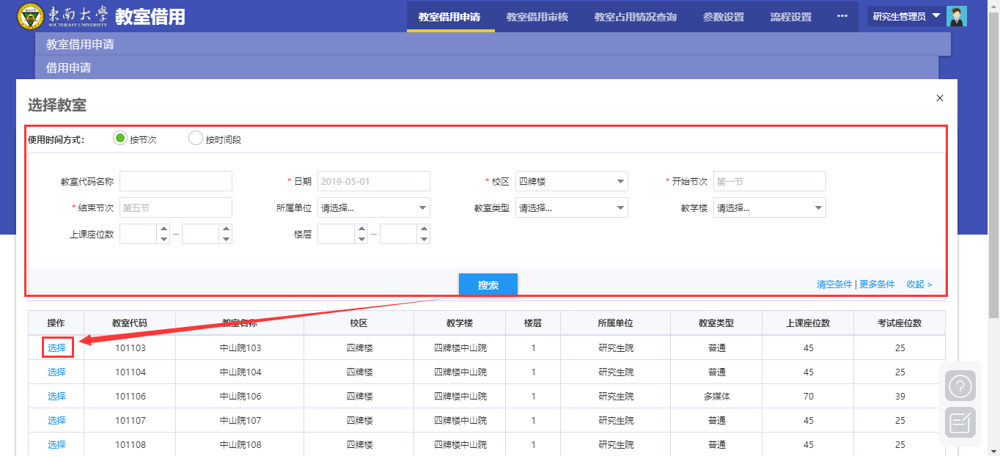 東南大學 SOUTHEAST UNIVERSITY 教室借用 教室借用申请 教室借用审核 教室占用情况查询 参数设置 流程设置 ··· 研究生管理员
教室借用申请
借用申请
选择教室 ×
使用时间方式： 按节次 按时间段
教室代码名称 * 日期 2019-05-01 * 校区 四牌楼 * 开始节次 第一节
* 结束节次 第五节 所属单位 请选择... 教室类型 请选择... 教学楼 请选择...
上课座位数 – 楼层 –
搜索 清空条件 | 更多条件 收起 >
操作 教室代码 教室名称 校区 教学楼 楼层 所属单位 教室类型 上课座位数 考试座位数
选择 101103 中山院103 四牌楼 四牌楼中山院 1 研究生院 普通 45 25
选择 101104 中山院104 四牌楼 四牌楼中山院 1 研究生院 普通 45 25
选择 101106 中山院106 四牌楼 四牌楼中山院 1 研究生院 多媒体 70 39
选择 101107 中山院107 四牌楼 四牌楼中山院 1 研究生院 普通 45 25
选择 101108 中山院108 四牌楼 四牌楼中山院 1 研究生院 普通 45 25